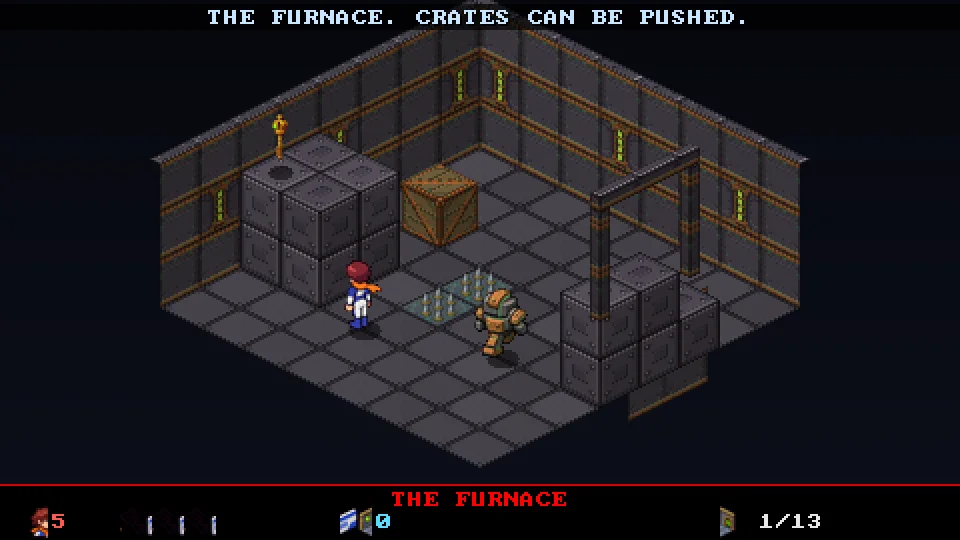 THE FURNACE. CRATES CAN BE PUSHED.
THE FURNACE
5 0 1/13